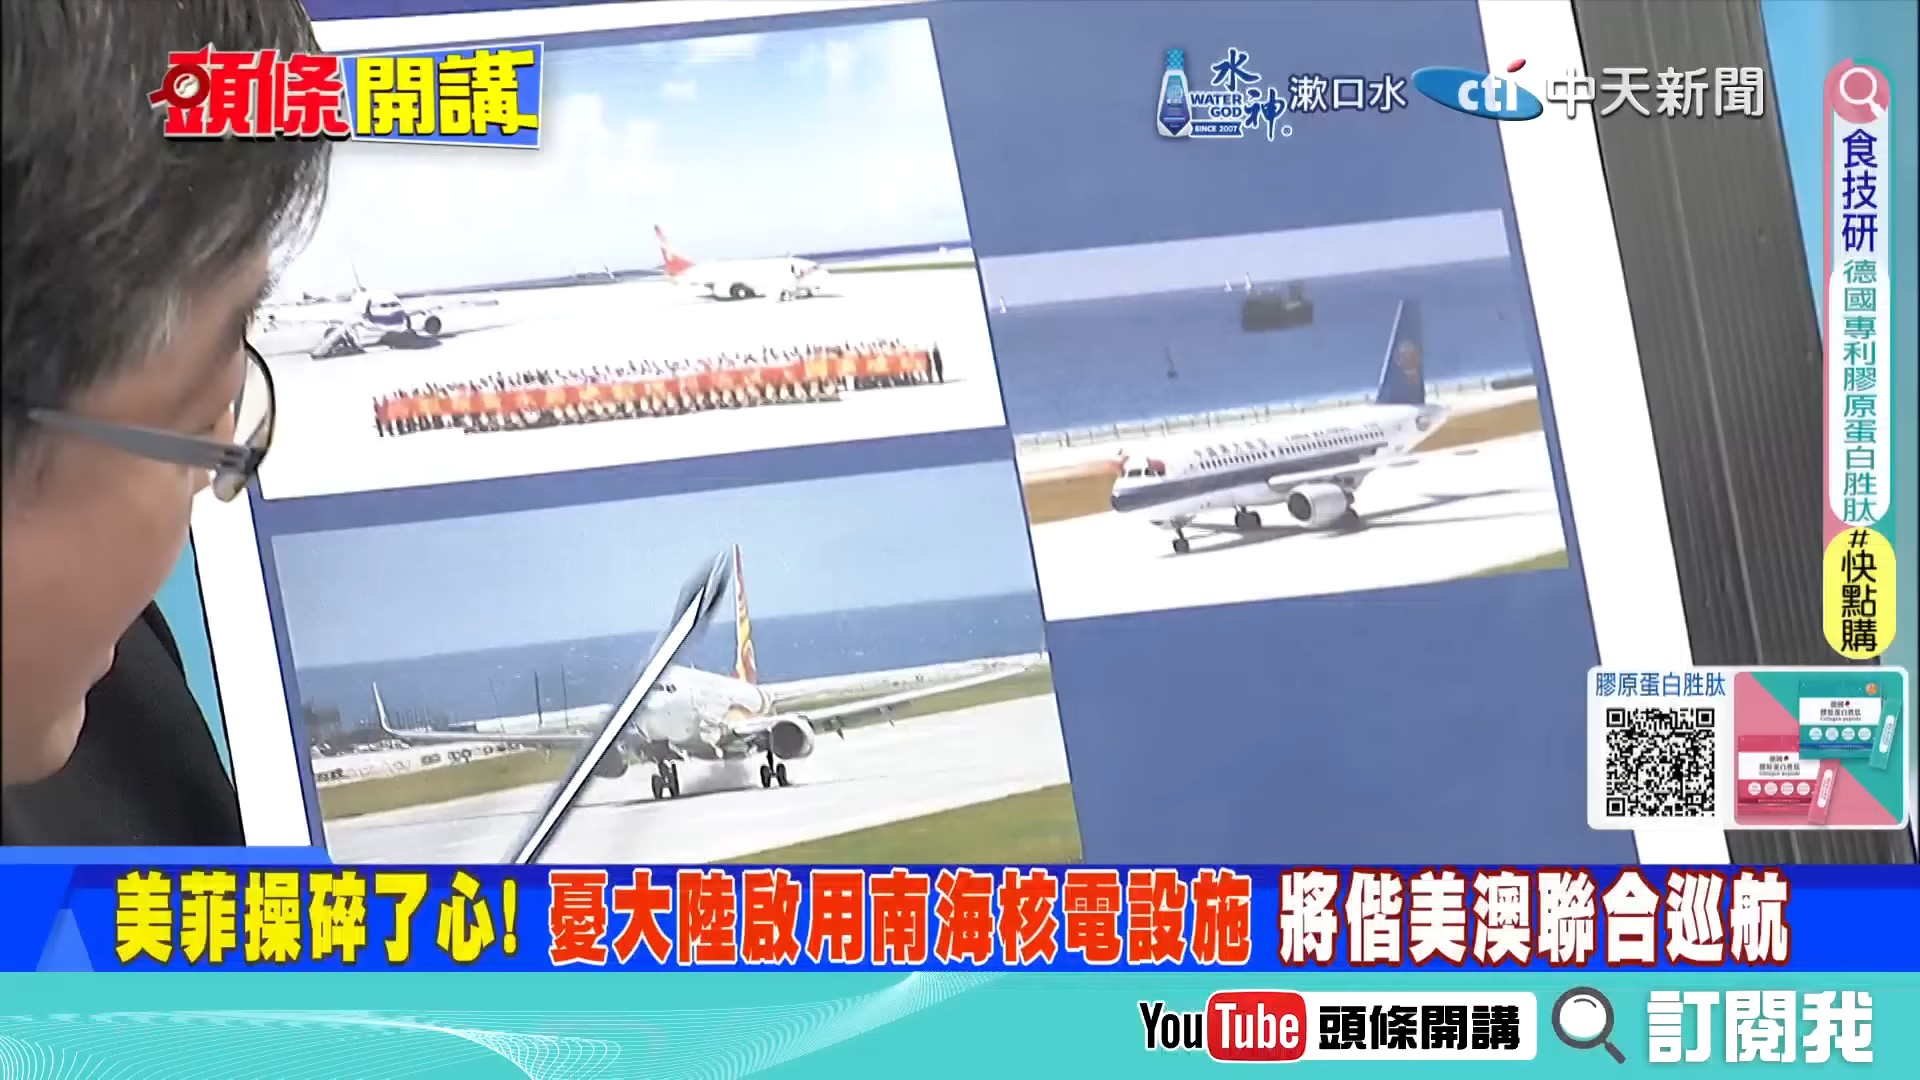 頭條開講
水神
WATER GOD
SINCE 2007
漱口水
cti
中天新聞
食技研
德國專利膠原蛋白胜肽
#快點購
膠原蛋白胜肽
美菲操碎了心! 憂大陸啟用南海核電設施 將偕美澳聯合巡航
YouTube 頭條開講
訂閱我